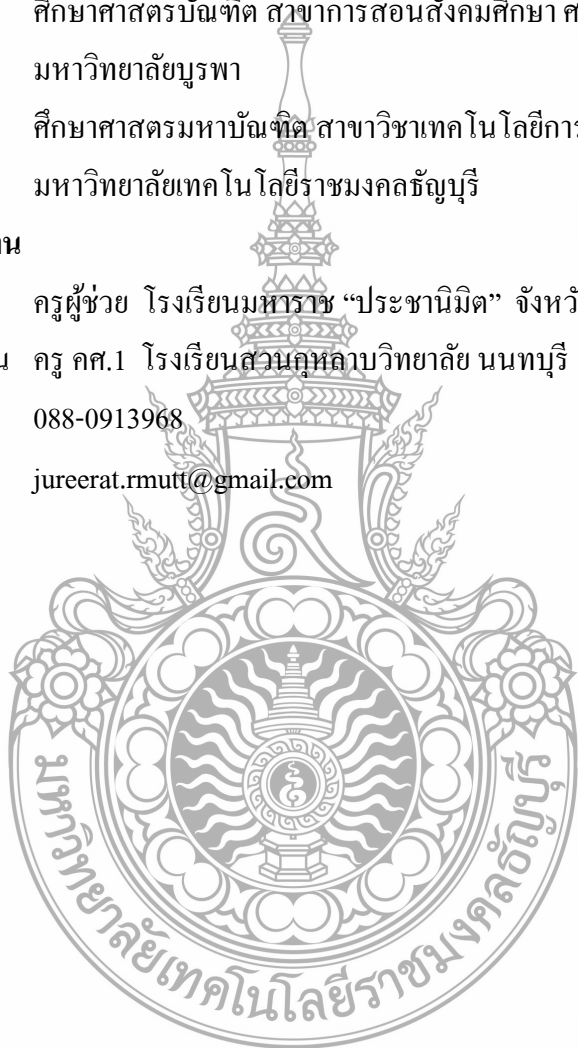 ศึกษาศาสตรบัณฑิต สาขาการสอนสังคมศึกษา
มหาวิทยาลัยบูรพา
ศึกษาศาสตรมหาบัณฑิต สาขาวิชาเทคโนโลยีการ
มหาวิทยาลัยเทคโนโลยีราชมงคลธัญบุรี
ครูผู้ช่วย โรงเรียนมหาราช “ประชานิมิต”
ครู คศ.1 โรงเรียนสวนกุหลาบวิทยาลัย นนทบุรี
088-0913968
jureerat.rmutt@gmail.com
มหาวิทยาลัยเทคโนโลยีราชมงคลธัญบุรี